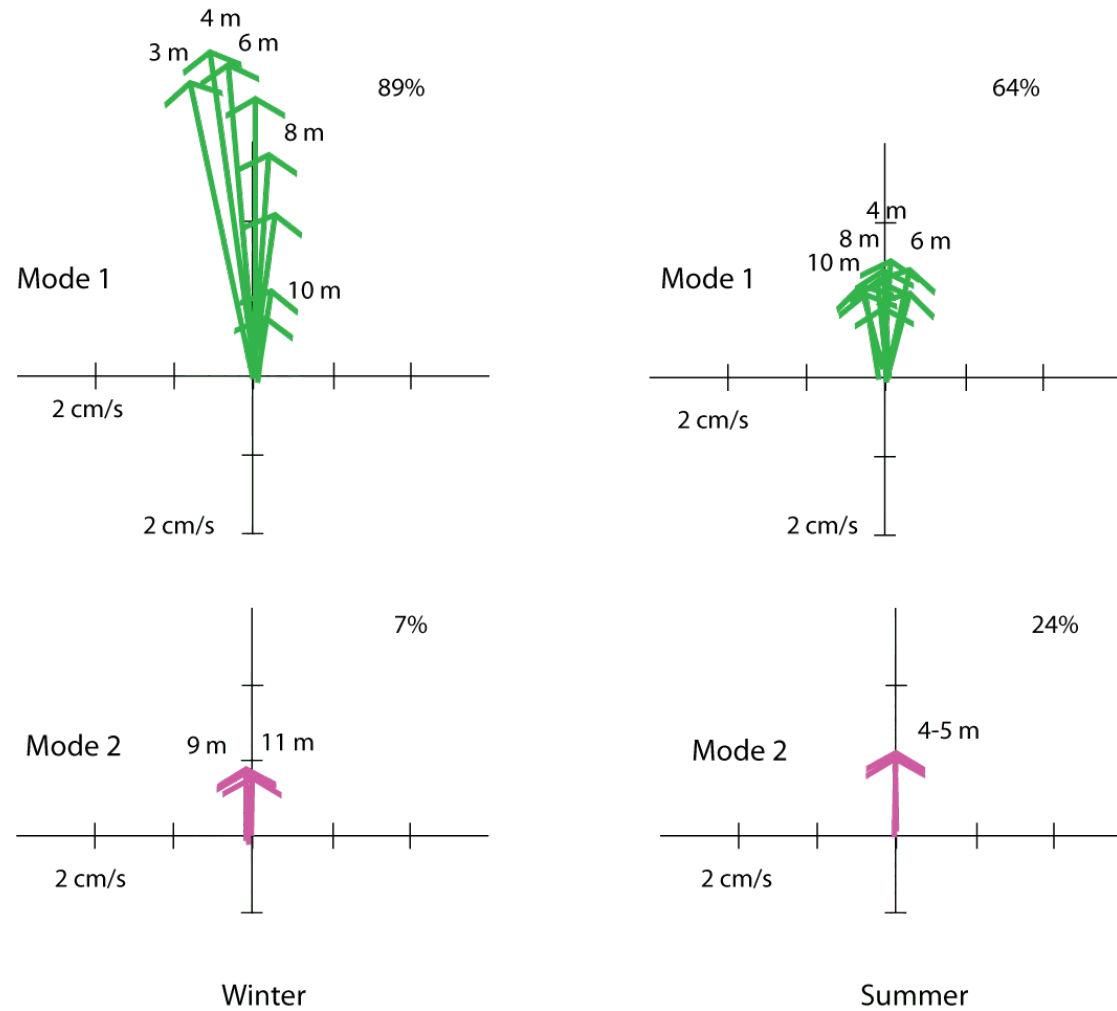 4 m
6 m
3 m
89%
8 m
Mode 1
10 m
2 cm/s
2 cm/s
64%
4 m
8 m
6 m
10 m
Mode 1
2 cm/s
2 cm/s
7%
Mode 2
9 m
11 m
2 cm/s
24%
4-5 m
Mode 2
2 cm/s
Winter
Summer